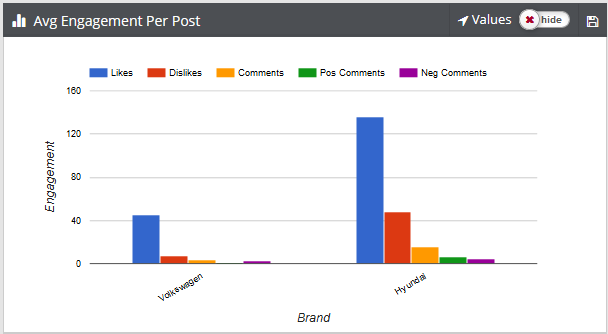 Avg Engagement Per Post
Values
hide
Likes Dislikes Comments Pos Comments Neg Comments
160
120
80
40
0
Engagement
Volkswagen Hyundai
Brand